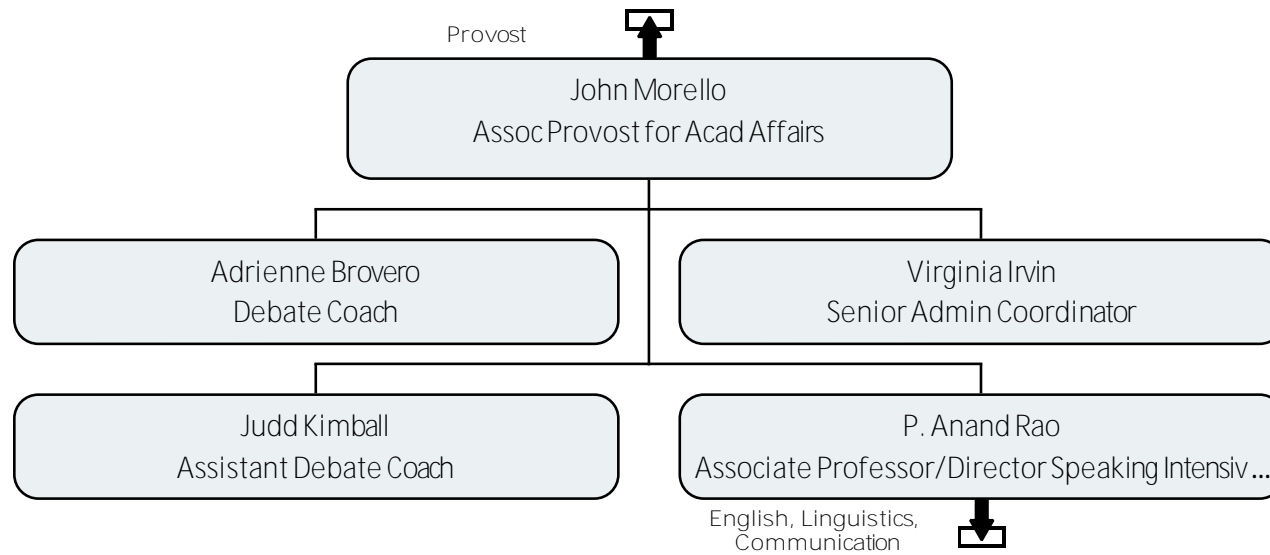 Provost
John Morello
Assoc Provost for Acad Affairs
Adrienne Brovero
Debate Coach
Virginia Irvin
Senior Admin Coordinator
Judd Kimball
Assistant Debate Coach
P. Anand Rao
Associate Professor/Director Speaking Intensiv...
English, Linguistics,
Communication